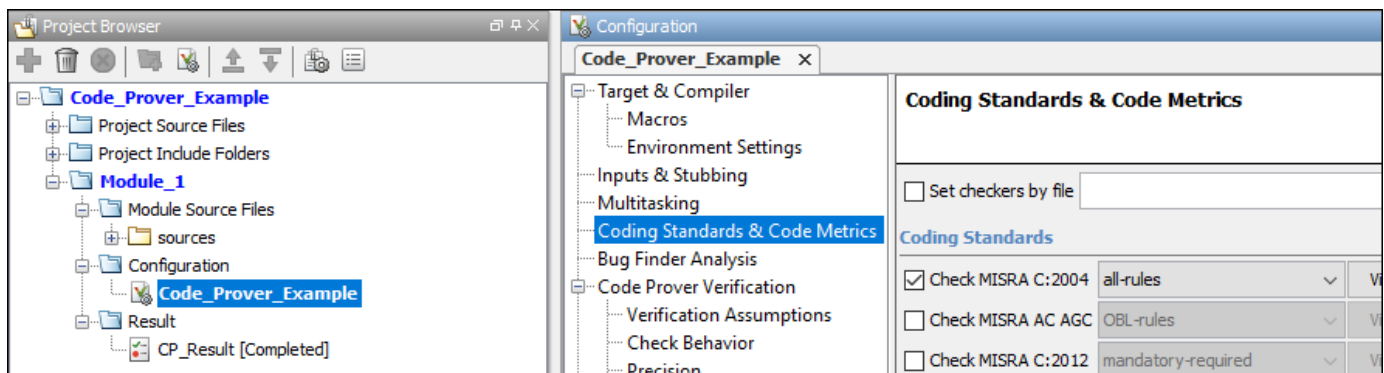 Project Browser
Code_Prover_Example
Project Source Files
Project Include Folders
Module_1
Module Source Files
sources
Configuration
Code_Prover_Example
Result
CP_Result [Completed]
Configuration
Code_Prover_Example
Target & Compiler
Macros
Environment Settings
Inputs & Stubbing
Multitasking
Coding Standards & Code Metrics
Bug Finder Analysis
Code Prover Verification
Verification Assumptions
Check Behavior
Precision
Coding Standards & Code Metrics
Set checkers by file
Coding Standards
Check MISRA C:2004 all-rules
Check MISRA AC AGC OBL-rules
Check MISRA C:2012 mandatory-required